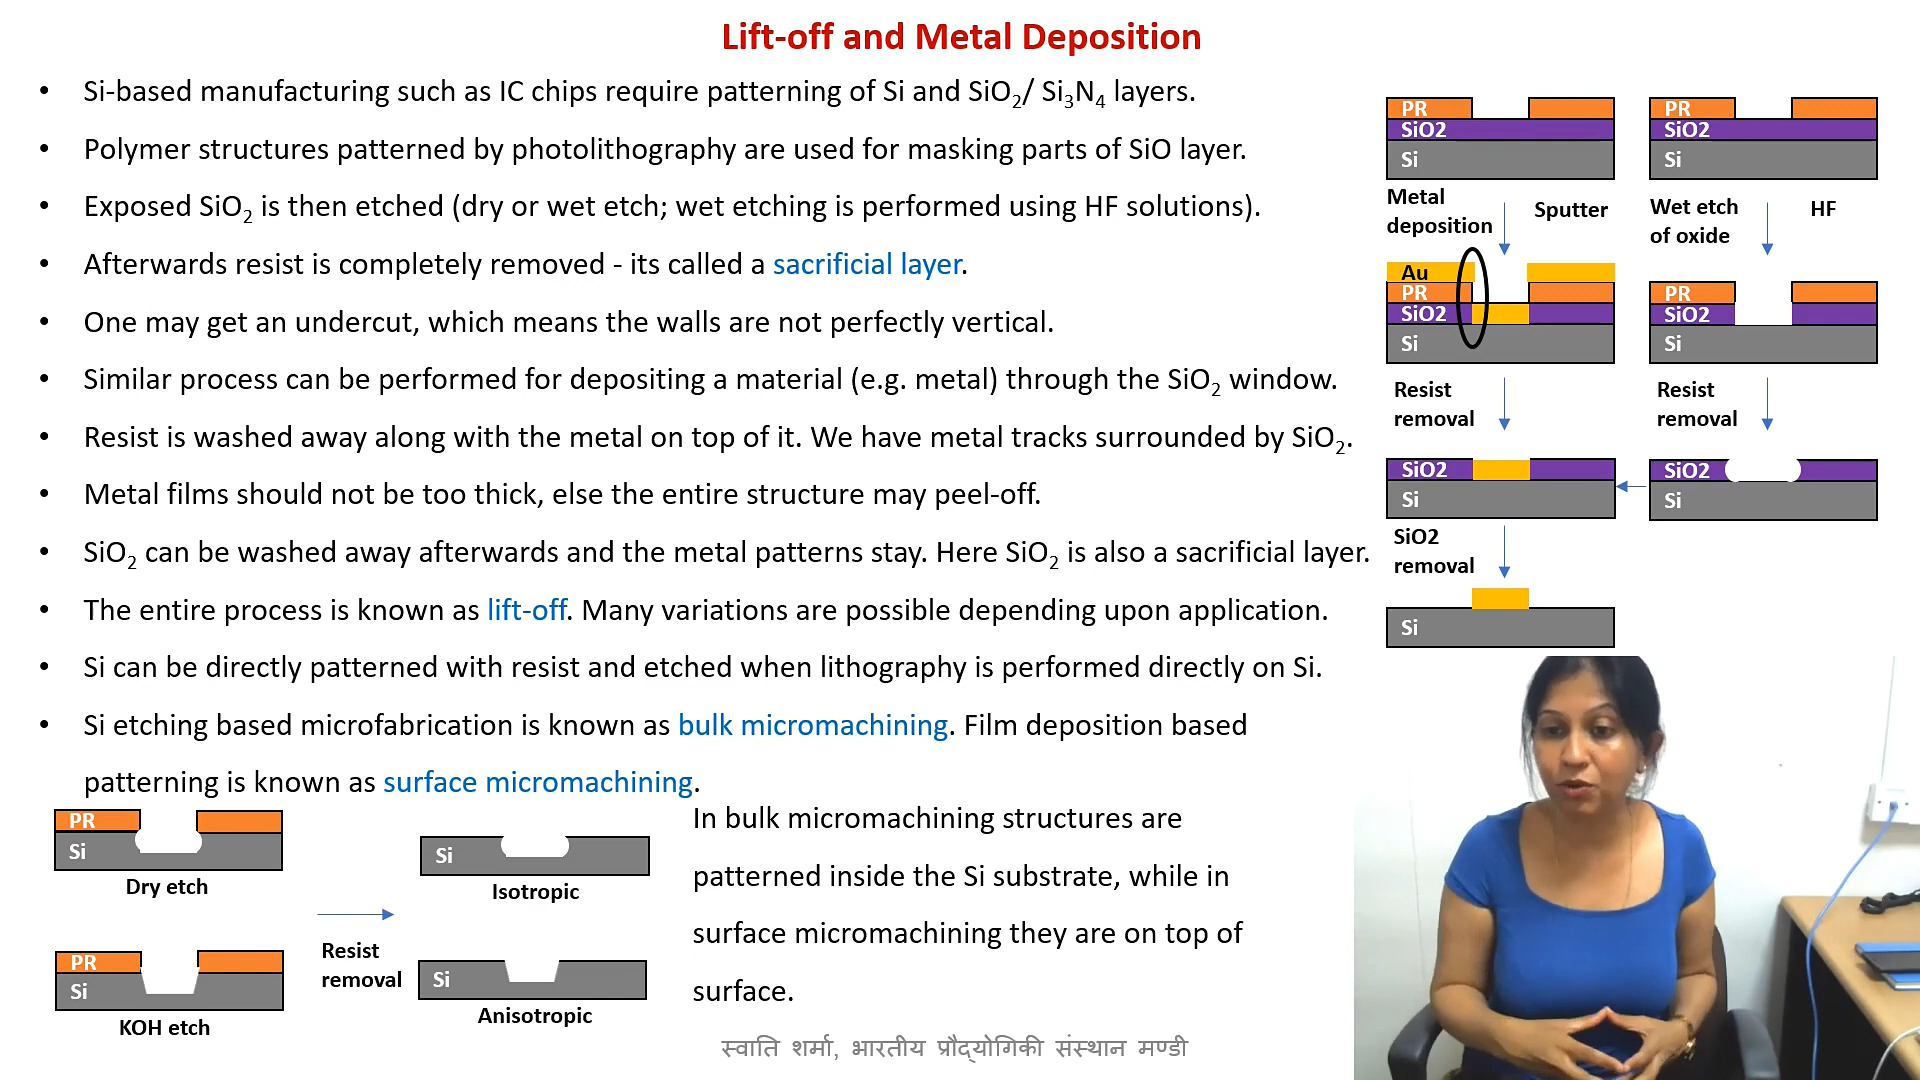 Lift-off and Metal Deposition
• Si-based manufacturing such as IC chips require patterning of Si and SiO₂/ Si₃N₄ layers.
• Polymer structures patterned by photolithography are used for masking parts of SiO layer.
• Exposed SiO₂ is then etched (dry or wet etch; wet etching is performed using HF solutions).
• Afterwards resist is completely removed - its called a sacrificial layer.
• One may get an undercut, which means the walls are not perfectly vertical.
• Similar process can be performed for depositing a material (e.g. metal) through the SiO₂ window.
• Resist is washed away along with the metal on top of it. We have metal tracks surrounded by SiO₂.
• Metal films should not be too thick, else the entire structure may peel-off.
• SiO₂ can be washed away afterwards and the metal patterns stay. Here SiO₂ is also a sacrificial layer.
• The entire process is known as lift-off. Many variations are possible depending upon application.
• Si can be directly patterned with resist and etched when lithography is performed directly on Si.
• Si etching based microfabrication is known as bulk micromachining. Film deposition based
patterning is known as surface micromachining.
PR
SiO2
Si
Metal
deposition
Sputter
Au
PR
SiO2
Si
Resist
removal
SiO2
Si
SiO2
removal
Si
PR
SiO2
Si
Wet etch
of oxide
HF
PR
SiO2
Si
Resist
removal
SiO2
Si
PR
Si
Dry etch
PR
Si
KOH etch
Resist
removal
Si
Isotropic
Si
Anisotropic
In bulk micromachining structures are
patterned inside the Si substrate, while in
surface micromachining they are on top of
surface.
स्वाति शर्मा, भारतीय प्रौद्योगिकी संस्थान मण्डी